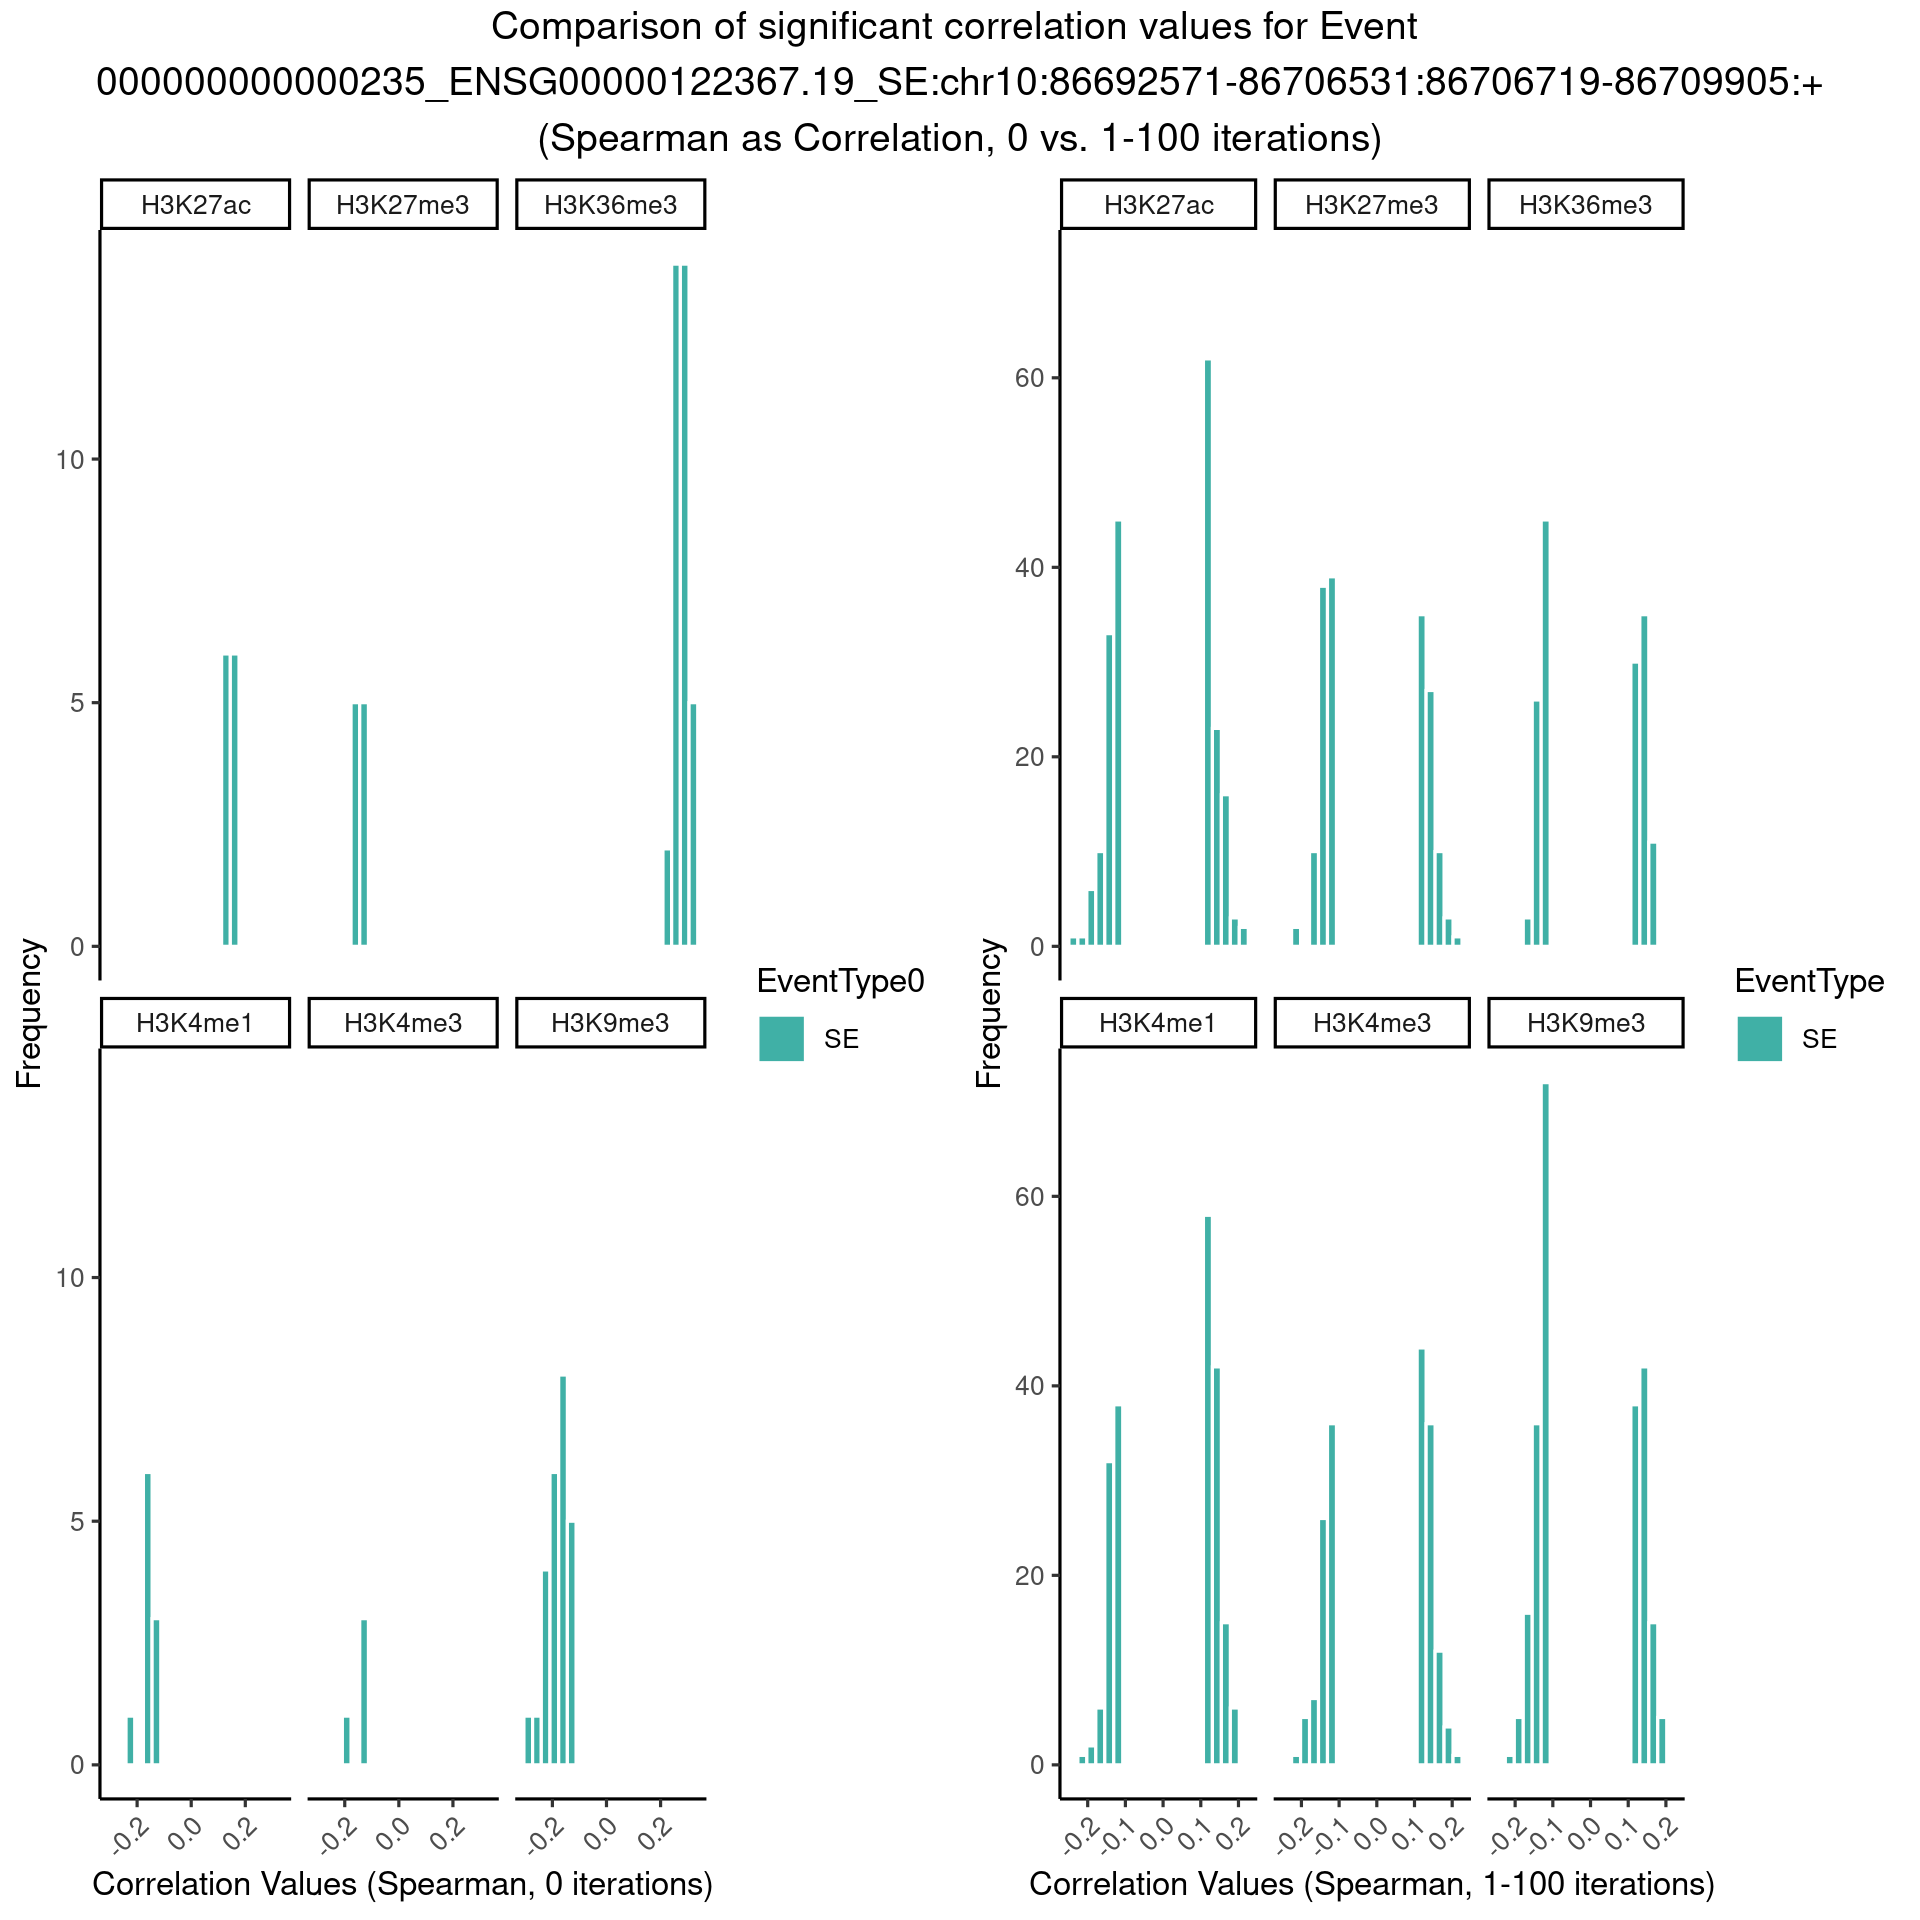 Comparison of significant correlation values for Event
000000000000235_ENSG00000122367.19_SE:chr10:86692571-86706531:86706719-86709905:+
(Spearman as Correlation, 0 vs. 1-100 iterations)
H3K27ac H3K27me3 H3K36me3
10
5
0
H3K4me1 H3K4me3 H3K9me3
10
5
0
-0.2 0.0 0.2 -0.2 0.0 0.2 -0.2 0.0 0.2
Correlation Values (Spearman, 0 iterations)
Frequency
EventType0
SE
H3K27ac H3K27me3 H3K36me3
60
40
20
0
H3K4me1 H3K4me3 H3K9me3
60
40
20
0
-0.2 -0.1 0.0 0.1 0.2 -0.2 -0.1 0.0 0.1 0.2 -0.2 -0.1 0.0 0.1 0.2
Correlation Values (Spearman, 1-100 iterations)
Frequency
EventType
SE